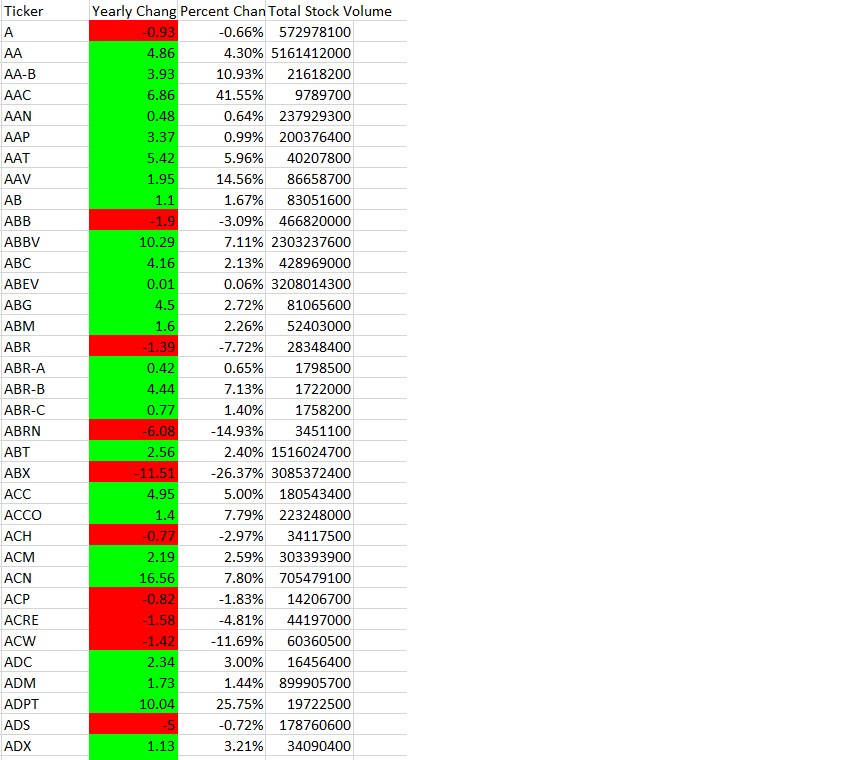 Ticker Yearly Chang Percent Chan Total Stock Volume
A -0.93 -0.66% 572978100
AA 4.86 4.30% 5161412000
AA-B 3.93 10.93% 21618200
AAC 6.86 41.55% 9789700
AAN 0.48 0.64% 237929300
AAP 3.37 0.99% 200376400
AAT 5.42 5.96% 40207800
AAV 1.95 14.56% 86658700
AB 1.1 1.67% 83051600
ABB -1.9 -3.09% 466820000
ABBV 10.29 7.11% 2303237600
ABC 4.16 2.13% 428969000
ABEV 0.01 0.06% 3208014300
ABG 4.5 2.72% 81065600
ABM 1.6 2.26% 52403000
ABR -1.39 -7.72% 28348400
ABR-A 0.42 0.65% 1798500
ABR-B 4.44 7.13% 1722000
ABR-C 0.77 1.40% 1758200
ABRN -6.08 -14.93% 3451100
ABT 2.56 2.40% 1516024700
ABX -11.51 -26.37% 3085372400
ACC 4.95 5.00% 180543400
ACCO 1.4 7.79% 223248000
ACH -0.77 -2.97% 34117500
ACM 2.19 2.59% 303393900
ACN 16.56 7.80% 705479100
ACP -0.82 -1.83% 14206700
ACRE -1.58 -4.81% 44197000
ACW -1.42 -11.69% 60360500
ADC 2.34 3.00% 16456400
ADM 1.73 1.44% 899905700
ADPT 10.04 25.75% 19722500
ADS -5 -0.72% 178760600
ADX 1.13 3.21% 34090400